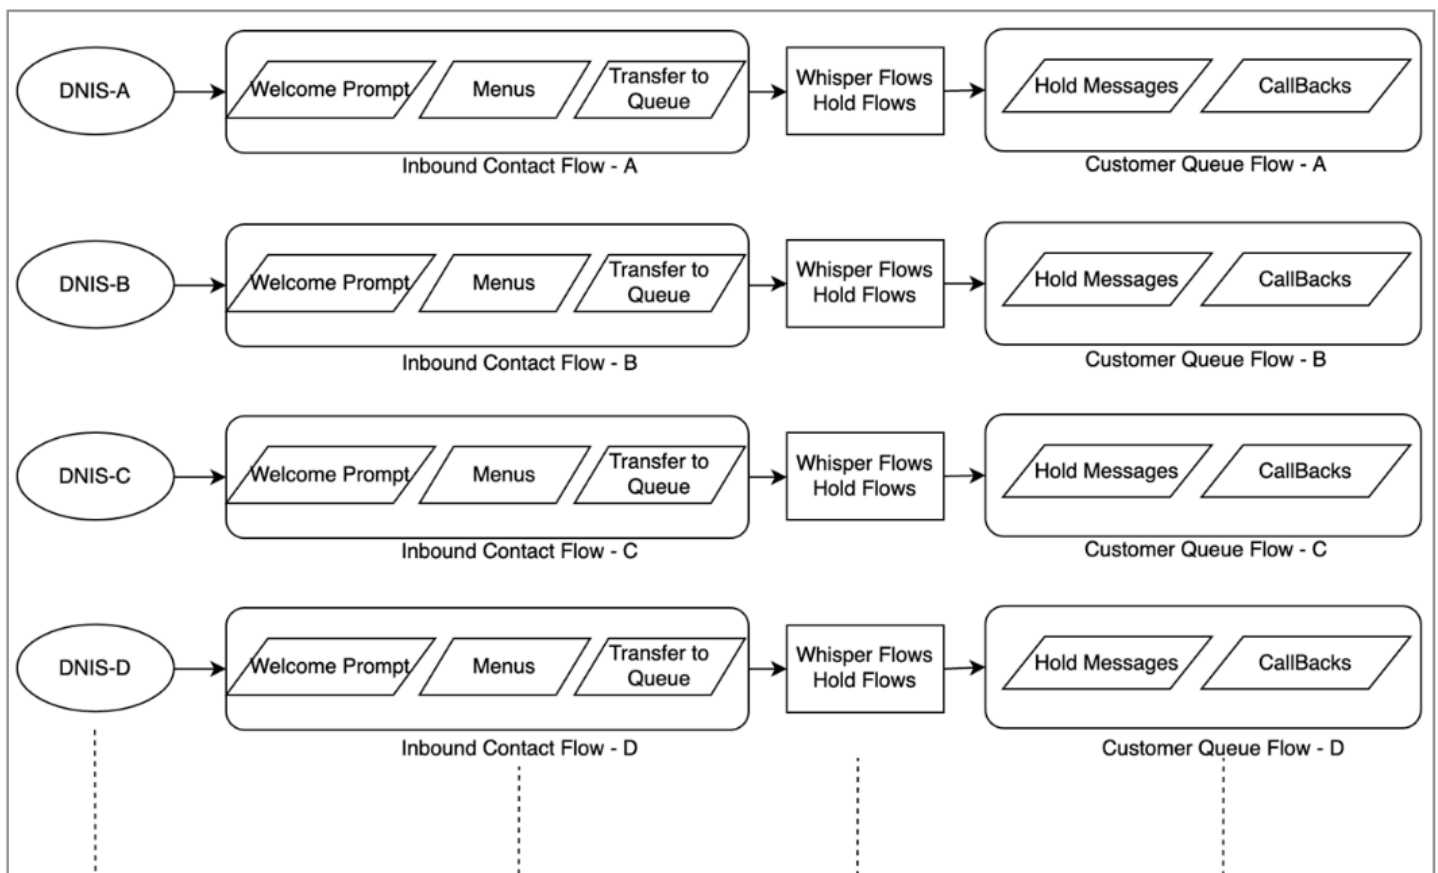 DNIS-A
Welcome Prompt
Menus
Transfer to
Queue
Inbound Contact Flow - A
Whisper Flows
Hold Flows
Hold Messages
CallBacks
Customer Queue Flow - A
DNIS-B
Welcome Prompt
Menus
Transfer to
Queue
Inbound Contact Flow - B
Whisper Flows
Hold Flows
Hold Messages
CallBacks
Customer Queue Flow - B
DNIS-C
Welcome Prompt
Menus
Transfer to
Queue
Inbound Contact Flow - C
Whisper Flows
Hold Flows
Hold Messages
CallBacks
Customer Queue Flow - C
DNIS-D
Welcome Prompt
Menus
Transfer to
Queue
Inbound Contact Flow - D
Whisper Flows
Hold Flows
Hold Messages
CallBacks
Customer Queue Flow - D